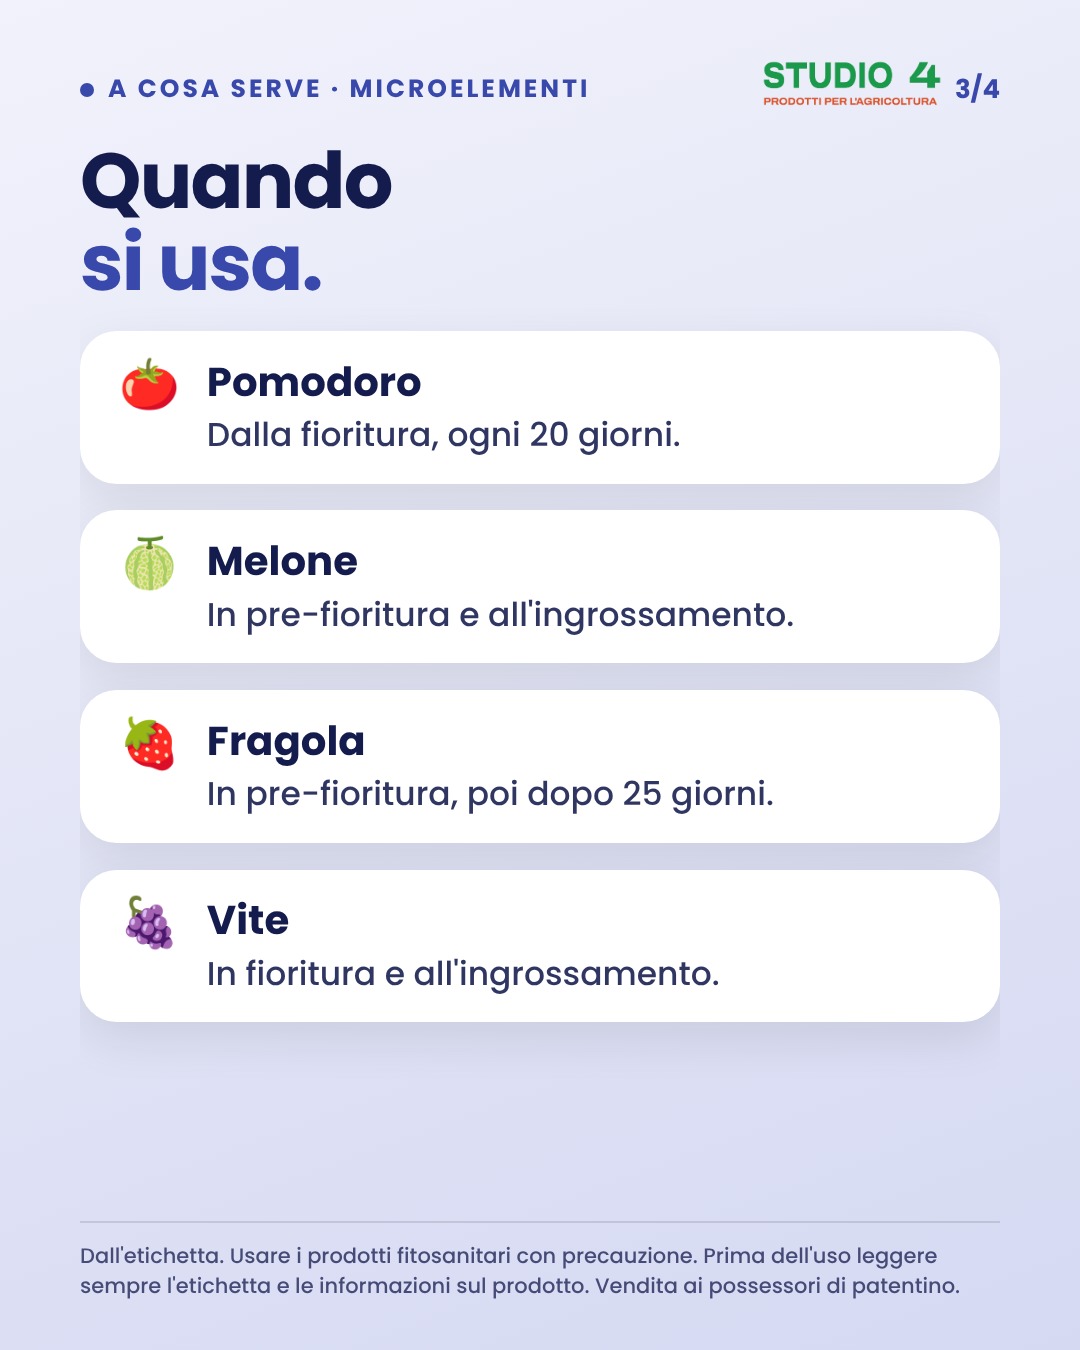 A COSA SERVE · MICROELEMENTI
STUDIO 4
PRODOTTI PER L'AGRICOLTURA
3/4
Quando
si usa.
Pomodoro
Dalla fioritura, ogni 20 giorni.
Melone
In pre-fioritura e all'ingrossamento.
Fragola
In pre-fioritura, poi dopo 25 giorni.
Vite
In fioritura e all'ingrossamento.
Dall'etichetta. Usare i prodotti fitosanitari con precauzione. Prima dell'uso leggere
sempre l'etichetta e le informazioni sul prodotto. Vendita ai possessori di patentino.